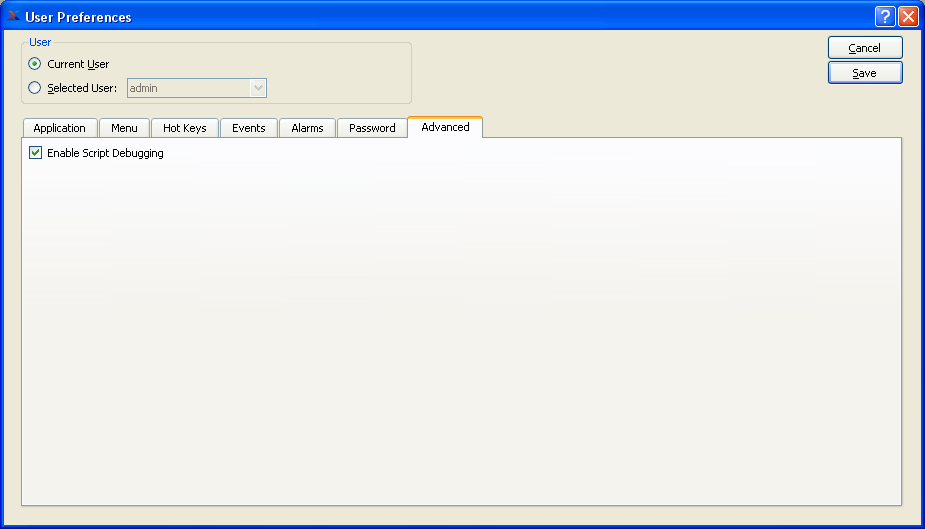 User Preferences
?
User
Current User
Cancel
Selected User: admin
Save
Application Menu Hot Keys Events Alarms Password Advanced
Enable Script Debugging